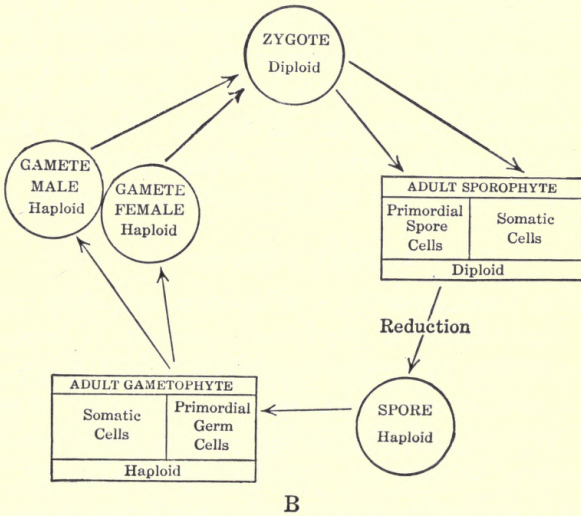 ZYGOTE
Diploid
GAMETE
MALE
Haploid
GAMETE
FEMALE
Haploid
ADULT SPOROPHYTE
Primordial
Spore
Cells
Somatic
Cells
Diploid
Reduction
ADULT GAMETOPHYTE
Somatic
Cells
Primordial
Germ
Cells
Haploid
SPORE
Haploid
B